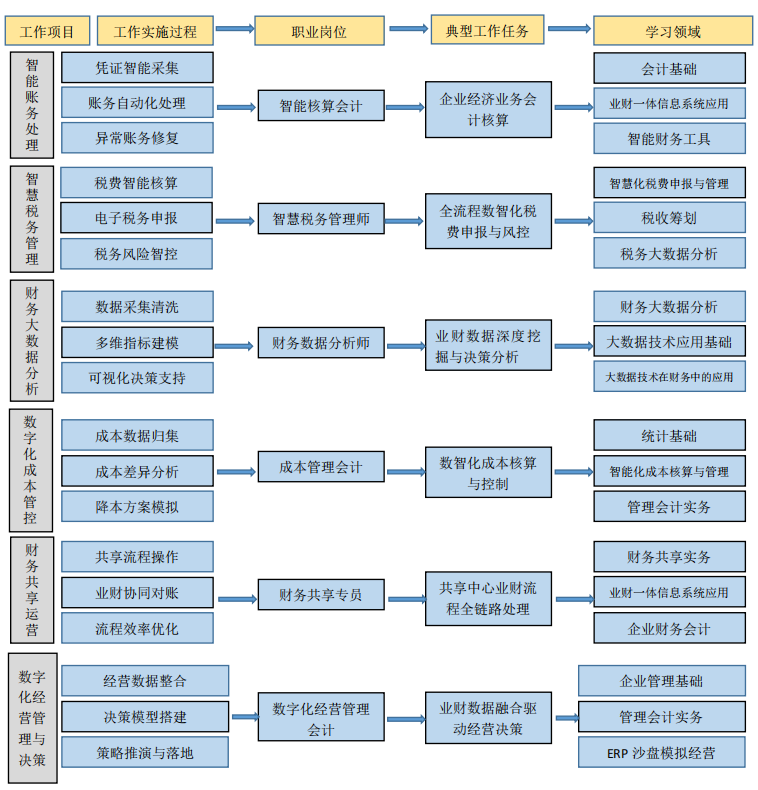 工作项目
工作实施过程
职业岗位
典型工作任务
学习领域
智
能
账
务
处
理
凭证智能采集
账务自动化处理
异常账务修复
智能核算会计
企业经济业务会
计核算
会计基础
业财一体信息系统应用
智能财务工具
智
慧
税
务
管
理
税费智能核算
电子税务申报
税务风险智控
智慧税务管理师
全流程数智化税
费申报与风控
智慧化税费申报与管理
税收筹划
税务大数据分析
财
务
大
数
据
分
析
数据采集清洗
多维指标建模
可视化决策支持
财务数据分析师
业财数据深度挖
掘与决策分析
财务大数据分析
大数据技术应用基础
大数据技术在财务中的应用
数
字
化
成
本
管
控
成本数据归集
成本差异分析
降本方案模拟
成本管理会计
数智化成本核算
与控制
统计基础
智能化成本核算与管理
管理会计实务
财
务
共
享
运
营
共享流程操作
业财协同对账
流程效率优化
财务共享专员
共享中心业财流
程全链路处理
财务共享实务
业财一体信息系统应用
企业财务会计
数字
化经
营管
理与
决策
经营数据整合
决策模型搭建
策略推演与落地
数字化经营管理
会计
业财数据融合驱
动经营决策
企业管理基础
管理会计实务
ERP 沙盘模拟经营